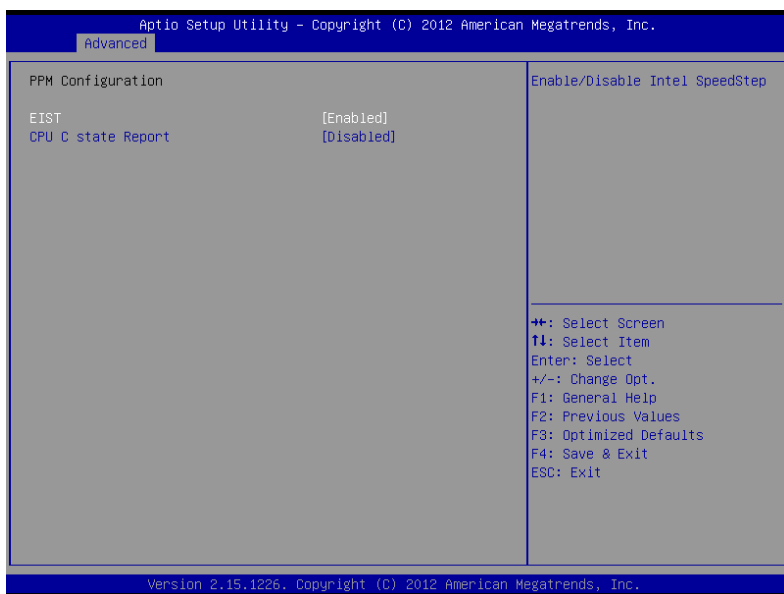 Aptio Setup Utility – Copyright (C) 2012 American Megatrends, Inc.
Advanced
PPM Configuration
EIST [Enabled]
CPU C state Report [Disabled]
Enable/Disable Intel SpeedStep
→←: Select Screen
↑↓: Select Item
Enter: Select
+/-: Change Opt.
F1: General Help
F2: Previous Values
F3: Optimized Defaults
F4: Save & Exit
ESC: Exit
Version 2.15.1226. Copyright (C) 2012 American Megatrends, Inc.